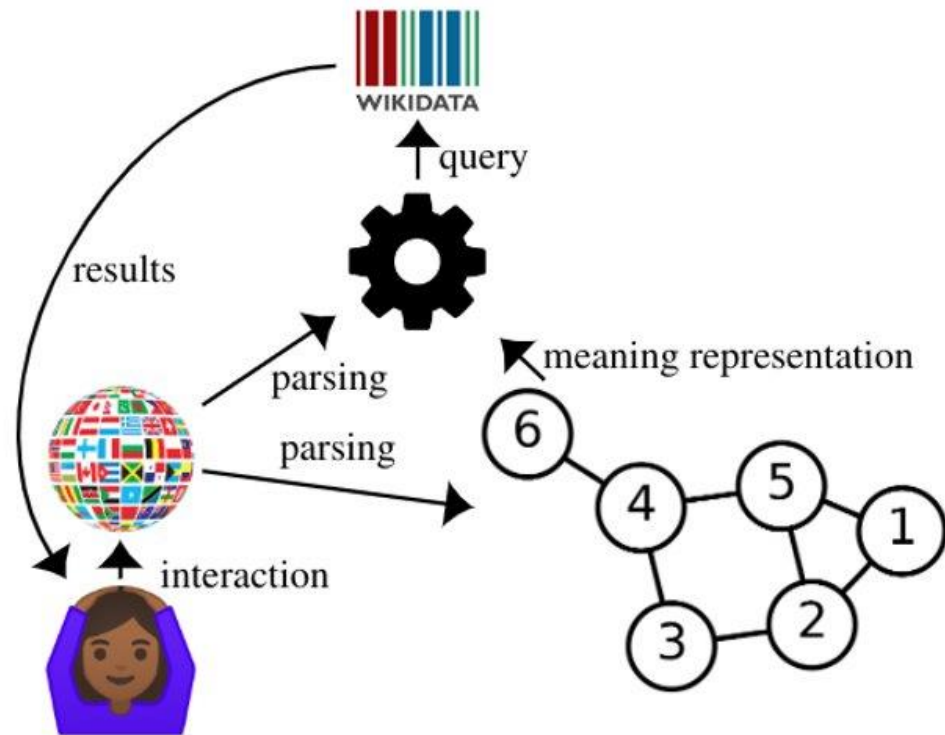 WIKIDATA
query
results
meaning representation
parsing
parsing
interaction
6
5
4
1
2
3